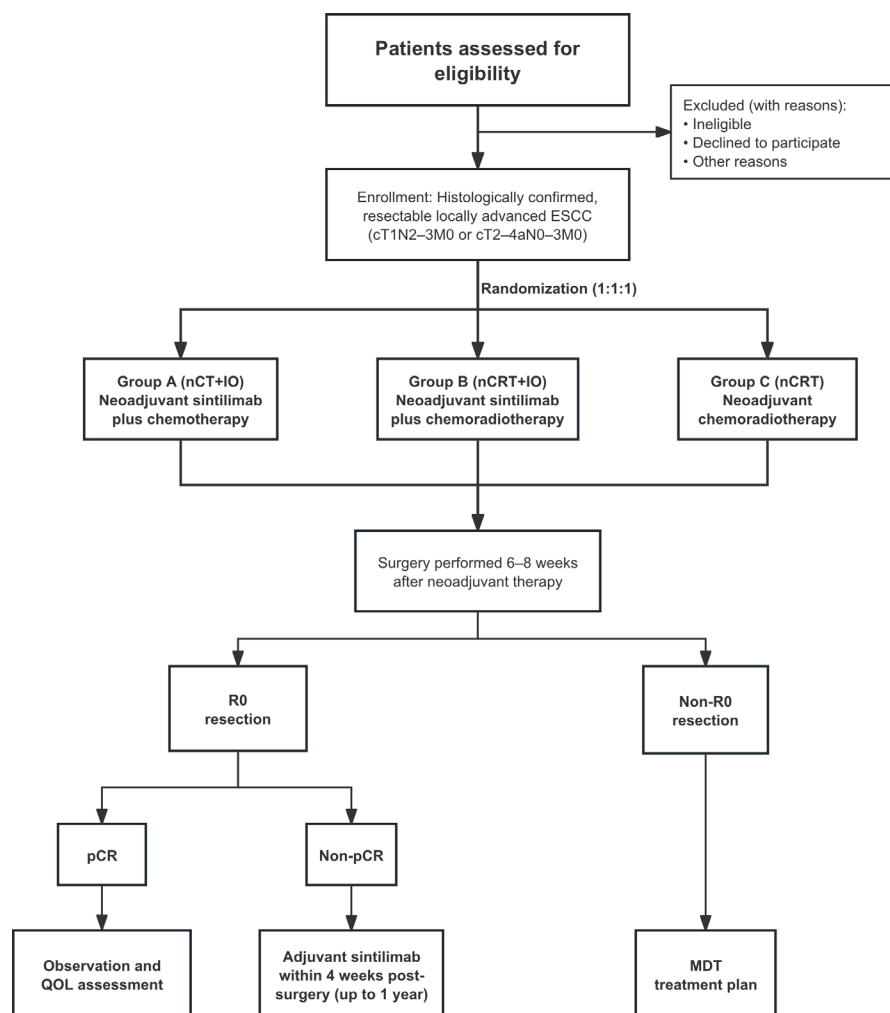 Patients assessed for
eligibility
Excluded (with reasons):
• Ineligible
• Declined to participate
• Other reasons
Enrollment: Histologically confirmed,
resectable locally advanced ESCC
(cT1N2–3M0 or cT2–4aN0–3M0)
Randomization (1:1:1)
Group A (nCT+IO)
Neoadjuvant sintilimab
plus chemotherapy
Group B (nCRT+IO)
Neoadjuvant sintilimab
plus chemoradiotherapy
Group C (nCRT)
Neoadjuvant
chemoradiotherapy
Surgery performed 6–8 weeks
after neoadjuvant therapy
R0
resection
Non-R0
resection
pCR
Non-pCR
Observation and
QOL assessment
Adjuvant sintilimab
within 4 weeks post-
surgery (up to 1 year)
MDT
treatment plan